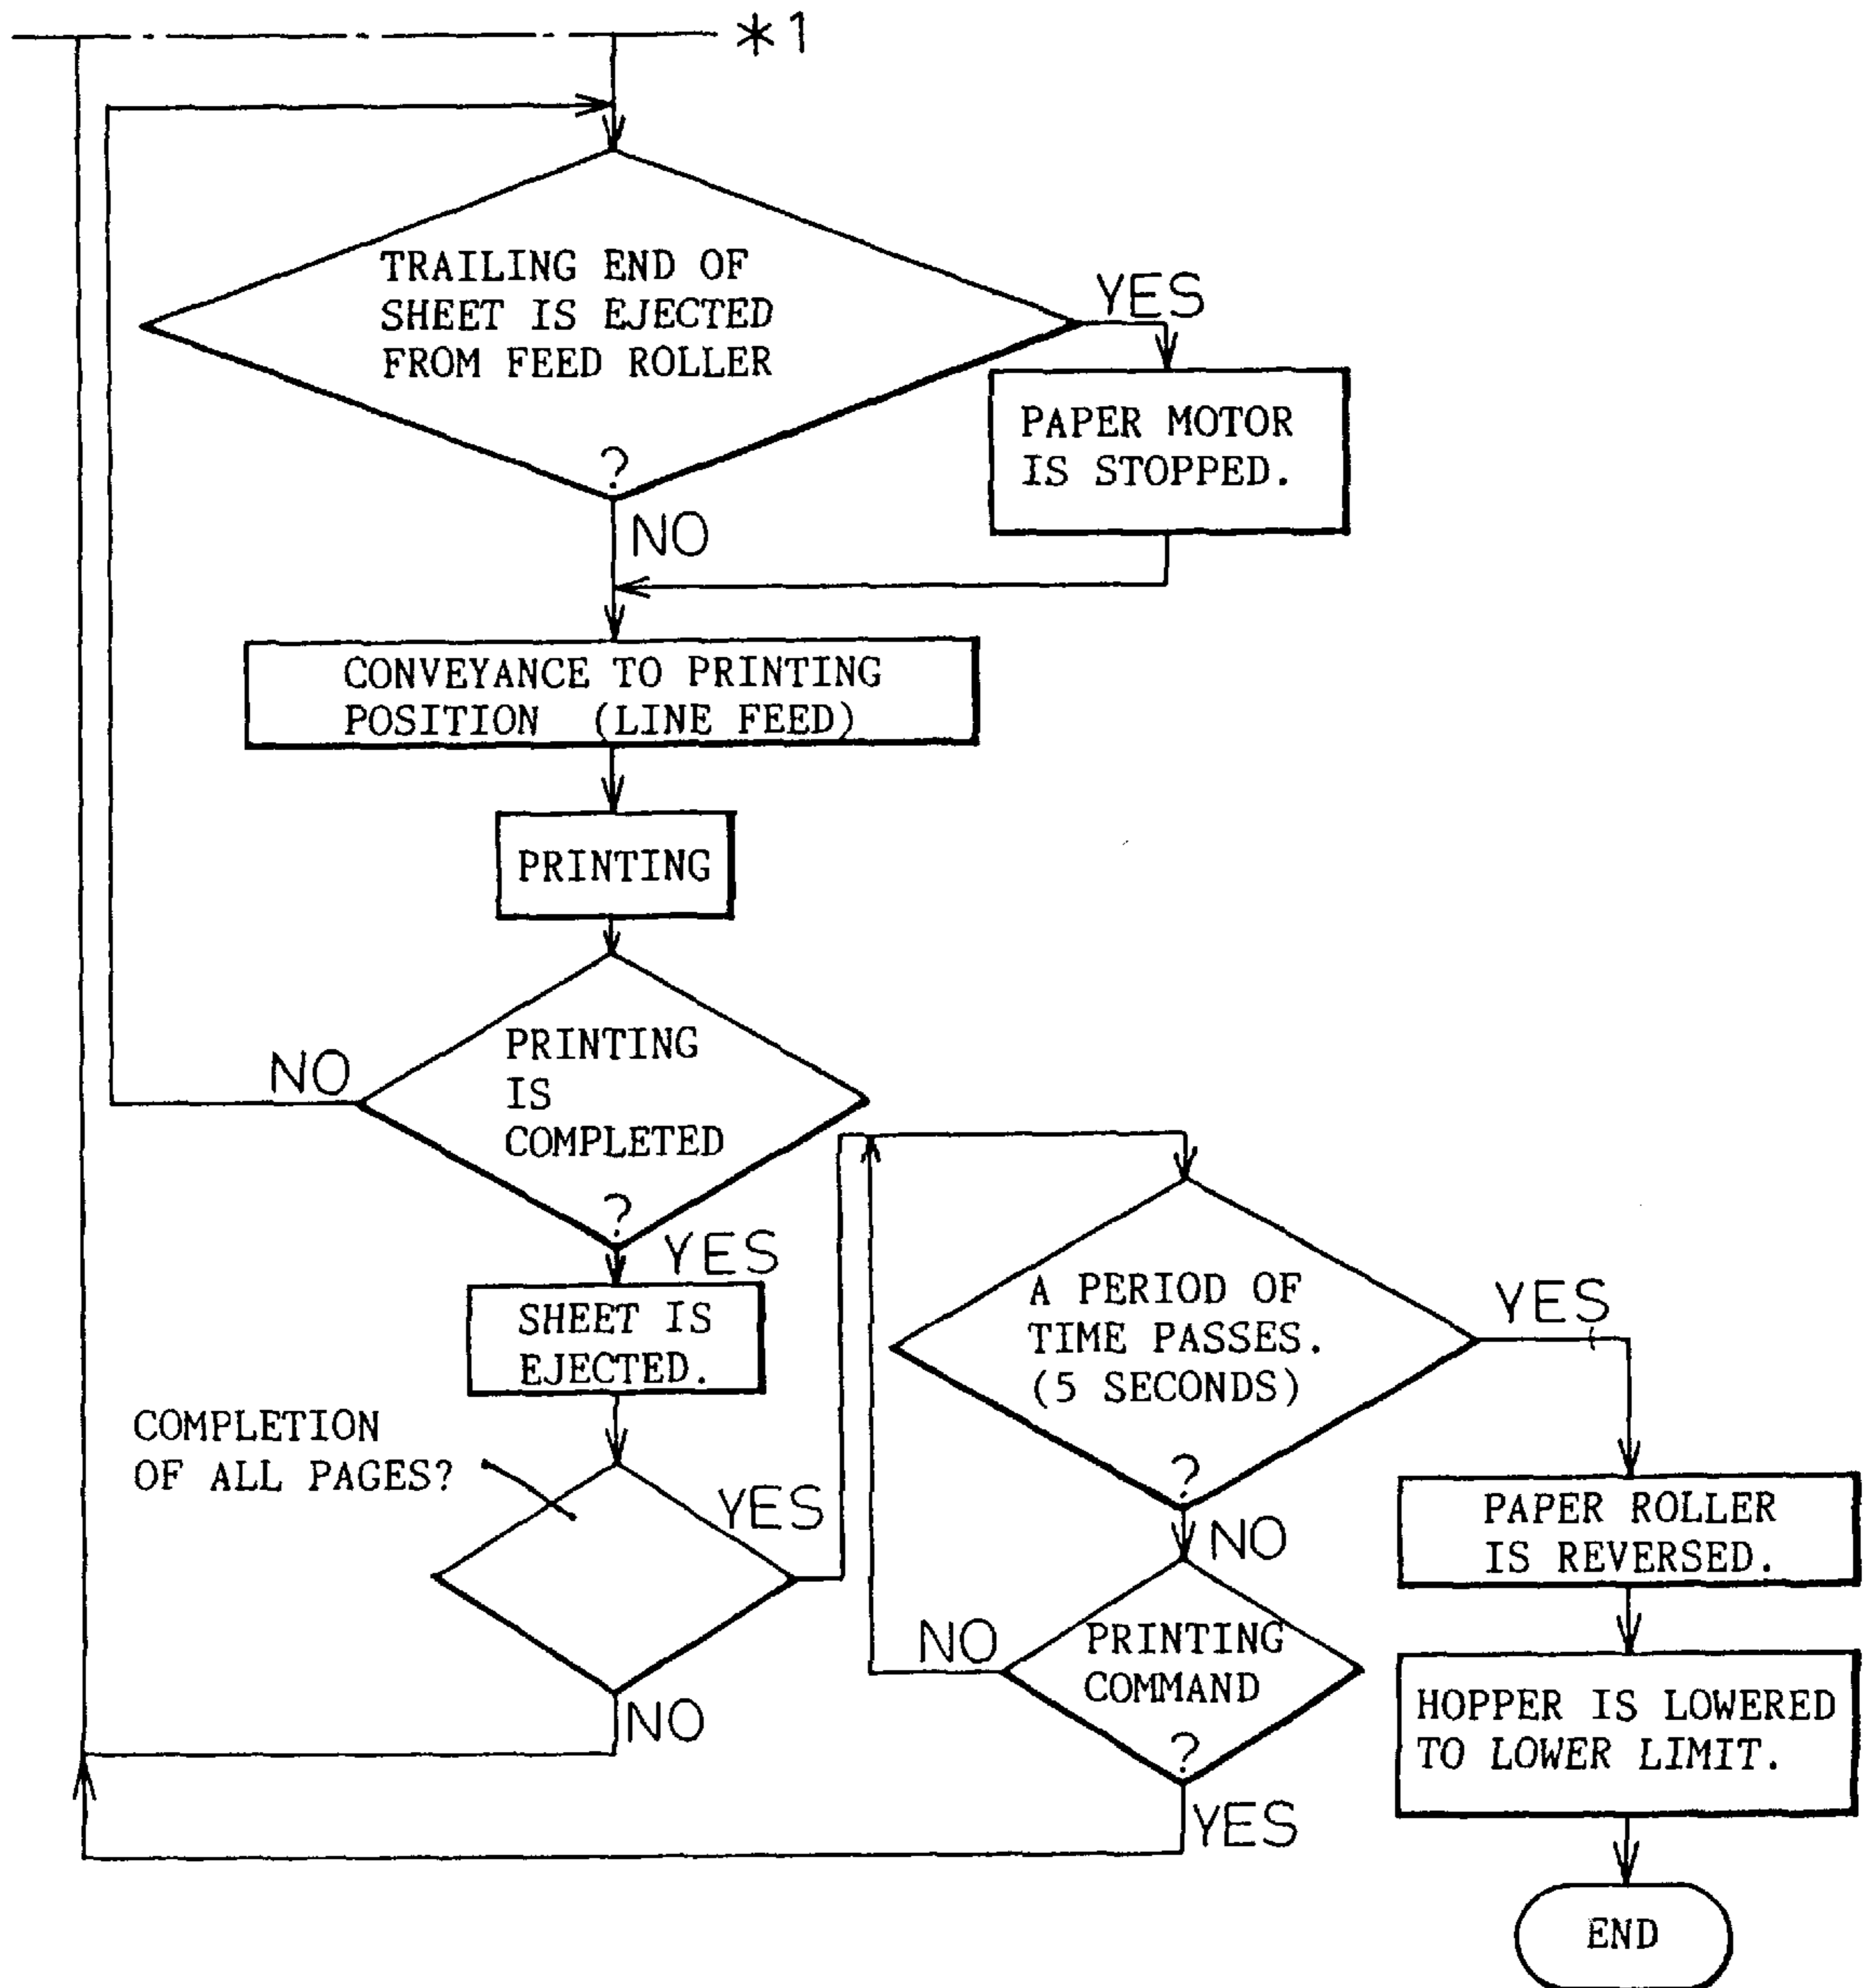 *1
TRAILING END OF
SHEET IS EJECTED
FROM FEED ROLLER
?
YES
PAPER MOTOR
IS STOPPED.
NO
CONVEYANCE TO PRINTING
POSITION (LINE FEED)
PRINTING
PRINTING
IS
COMPLETED
?
NO
YES
SHEET IS
EJECTED.
COMPLETION
OF ALL PAGES?
YES
NO
A PERIOD OF
TIME PASSES.
(5 SECONDS)
?
YES
NO
PRINTING
COMMAND
?
NO
YES
PAPER ROLLER
IS REVERSED.
HOPPER IS LOWERED
TO LOWER LIMIT.
END